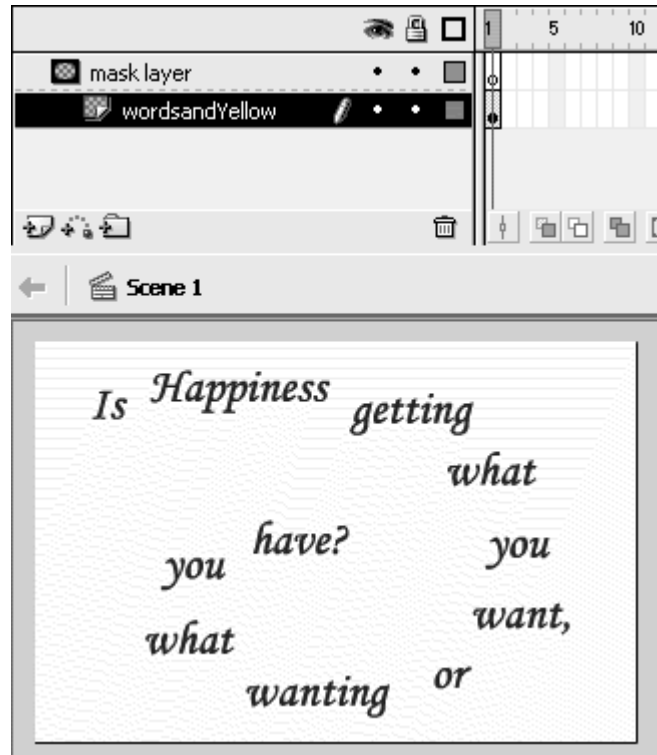 1 5 10
mask layer
wordsandYellow
Scene 1
Is Happiness getting
what
you
want,
or
wanting
what
you
have?